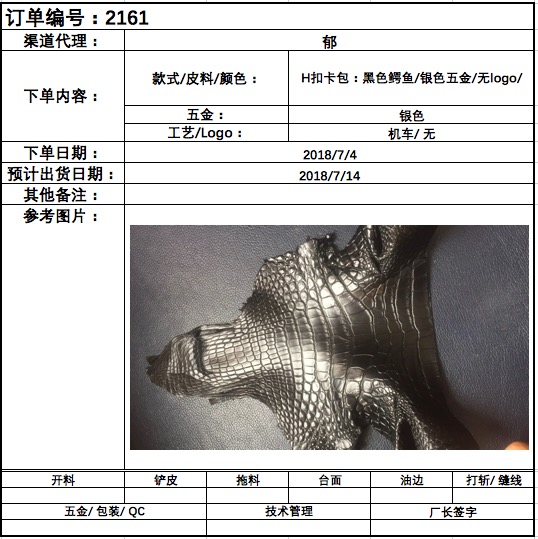 订单编号：2161
渠道代理：
郁
下单内容：
款式/皮料/颜色：
H扣卡包：黑色鳄鱼/银色五金/无logo/
五金：
银色
工艺/Logo：
机车/ 无
下单日期：
2018/7/4
预计出货日期：
2018/7/14
其他备注：
参考图片：
开料 铲皮 拖料 台面 油边 打斩/ 缝线
五金/ 包装/ QC 技术管理 厂长签字